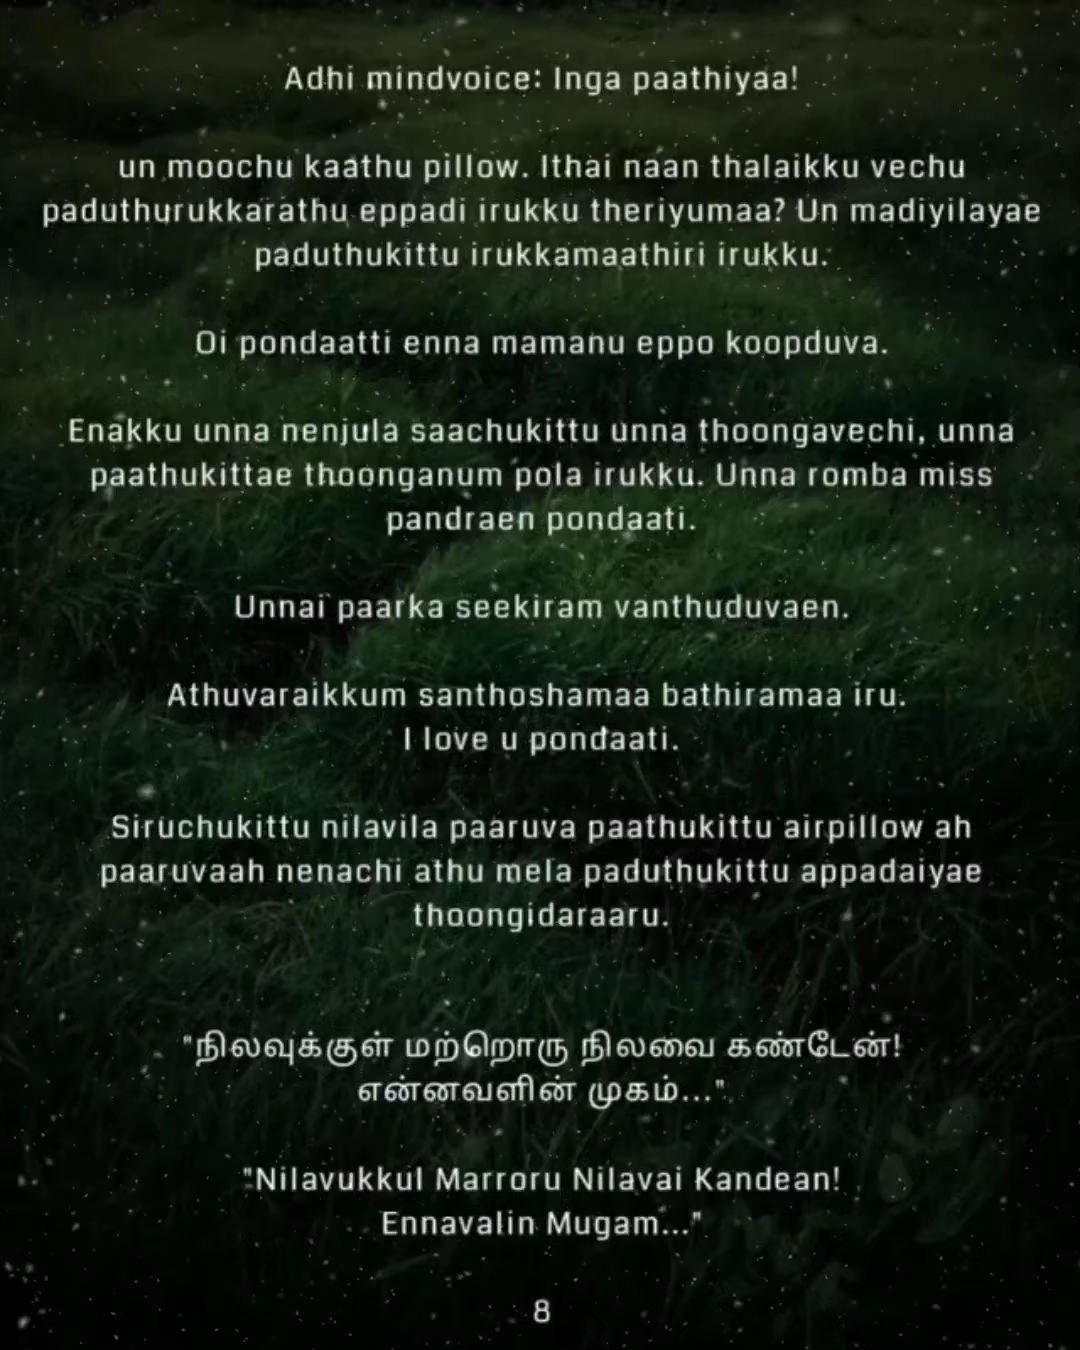 Adhi mindvoice: Inga paathiyaa!
un moochu kaathu pillow. Ithai naan thalaikku vechu
paduthurukkarathu eppadi irukku theriyumaa? Un madiyilayae
paduthukittu irukkamaathiri irukku.
Oi pondaatti enna mamanu eppo koopduva.
Enakku unna nenjula saachukittu unna thoongavechi, unna
paathukittae thoonganum pola irukku. Unna romba miss
pandraen pondaati.
Unnai paarka seekiram vanthuduvaen.
Athuvaraikkum santhoshamaa bathiramaa iru.
I love u pondaati.
Siruchukittu nilavila paaruva paathukittu airpillow ah
paaruvaah nenachi athu mela paduthukittu appadaiyae
thoongidaraaru.
"நிலவுக்குள் மற்றொரு நிலவை கண்டேன்!
என்னவளின் முகம்..."
"Nilavukkul Marroru Nilavai Kandean!
Ennavalin Mugam..."
8